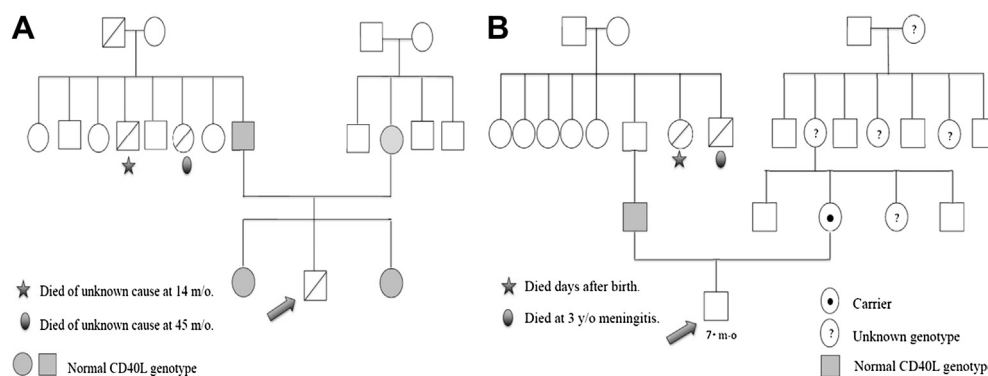 A
Died of unknown cause at 14 m/o.
Died of unknown cause at 45 m/o.
Normal CD40L genotype
B
?
? ? ?
?
Died days after birth.
Died at 3 y/o meningitis.
7+ m-o
Carrier
? Unknown genotype
Normal CD40L genotype